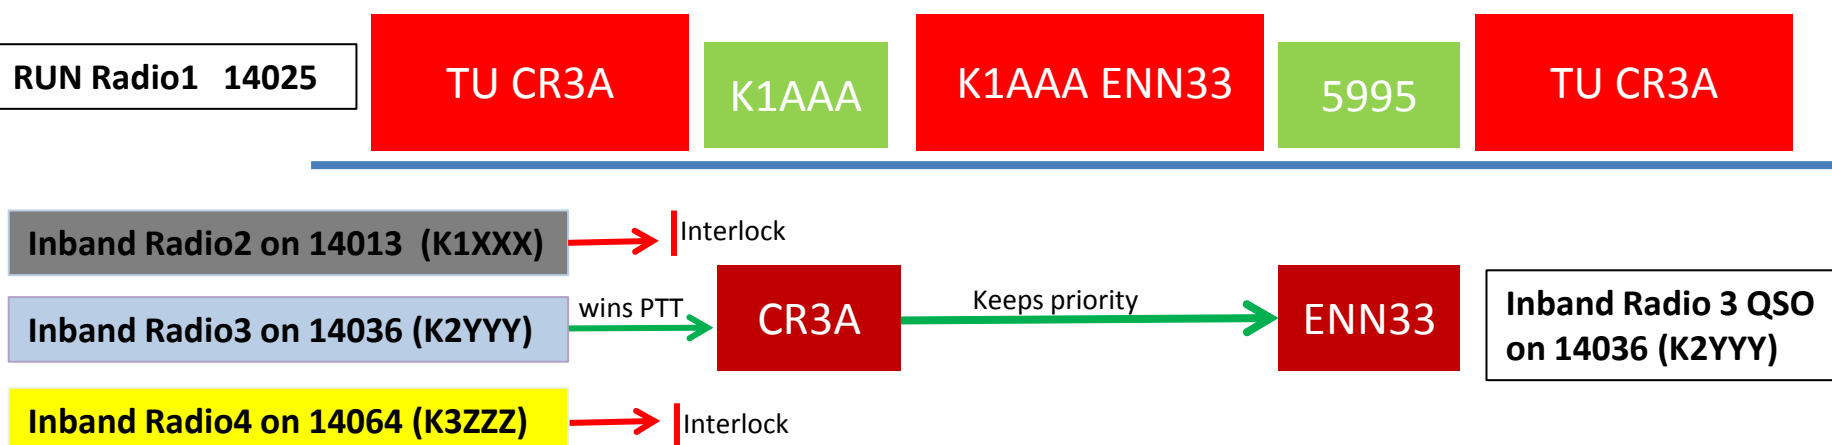 RUN Radio1 14025
TU CR3A
K1AAA
K1AAA ENN33
5995
TU CR3A
Inband Radio2 on 14013 (K1XXX)
Interlock
Inband Radio3 on 14036 (K2YYY)
wins PTT
CR3A
Keeps priority
ENN33
Inband Radio 3 QSO
on 14036 (K2YYY)
Inband Radio4 on 14064 (K3ZZZ)
Interlock